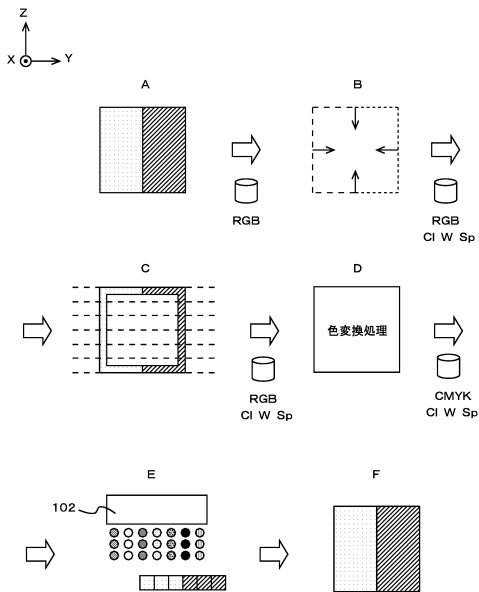 Z
X
Y
A
B
RGB
RGB
Cl W Sp
C
D
色変換処理
RGB
Cl W Sp
CMYK
Cl W Sp
E
F
102